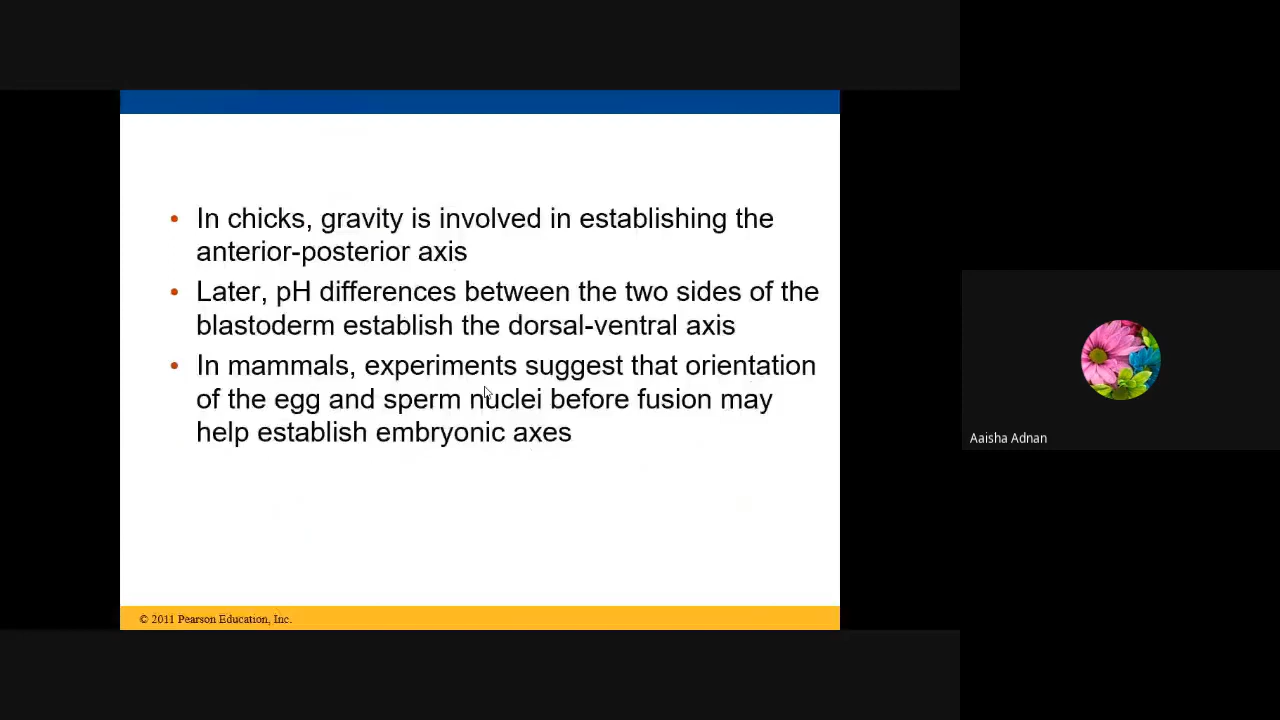 • In chicks, gravity is involved in establishing the
anterior-posterior axis
• Later, pH differences between the two sides of the
blastoderm establish the dorsal-ventral axis
• In mammals, experiments suggest that orientation
of the egg and sperm nuclei before fusion may
help establish embryonic axes
© 2011 Pearson Education, Inc.
Aaisha Adnan